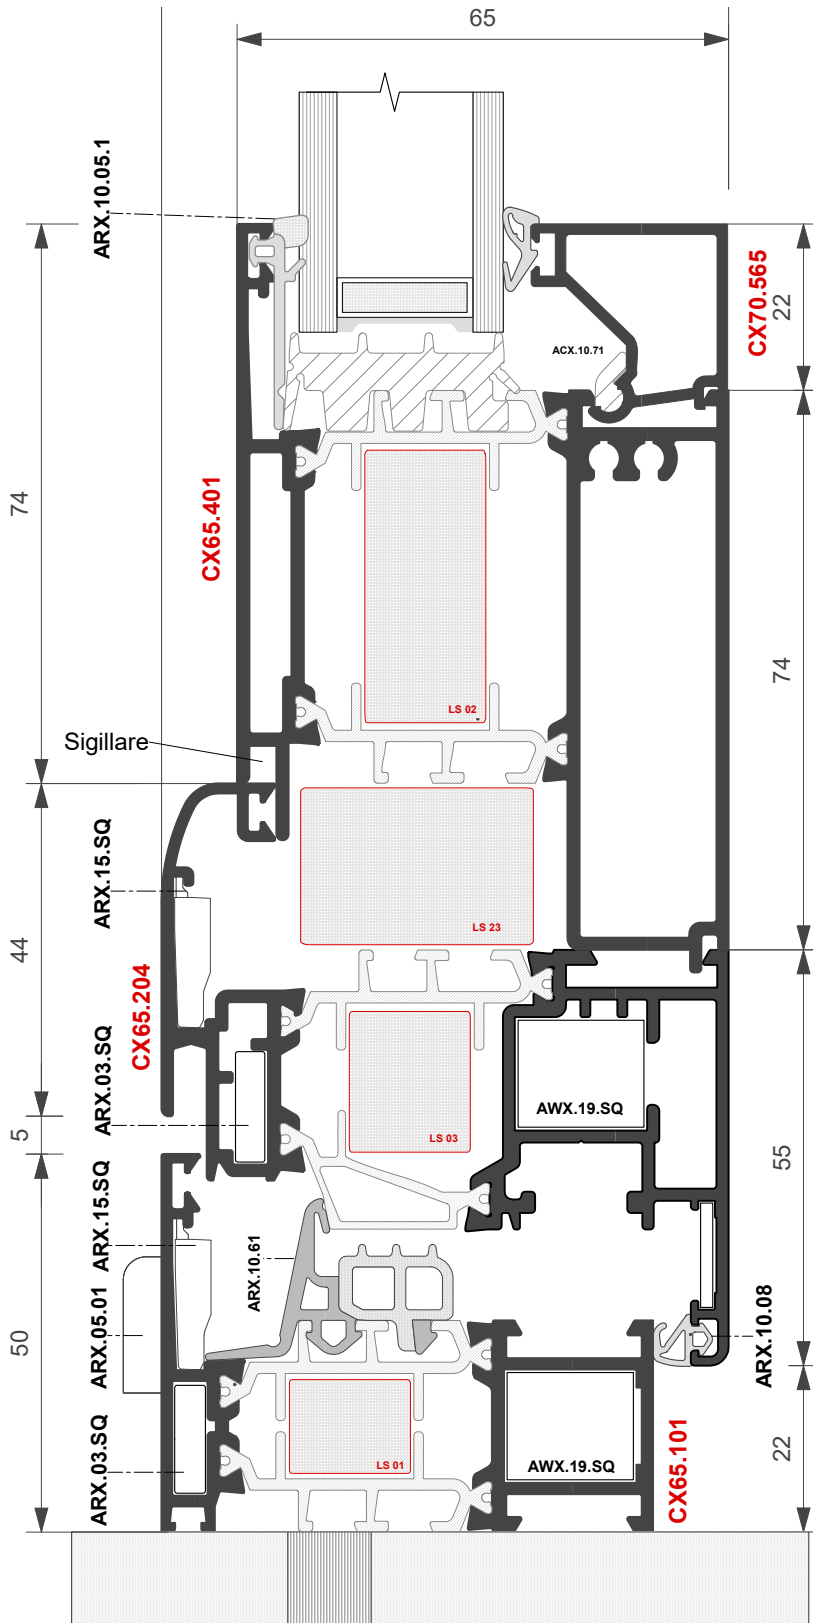 65
ARX.10.05.1
CX70.565
22
ACX.10.71
74
CX65.401
LS 02
74
Sigillare
ARX.15.SQ
LS 23
44
CX65.204
ARX.03.SQ
AWX.19.SQ
LS 03
5
55
ARX.15.SQ
ARX.10.61
ARX.05.01
ARX.10.08
50
ARX.03.SQ
LS 01
AWX.19.SQ
CX65.101
22